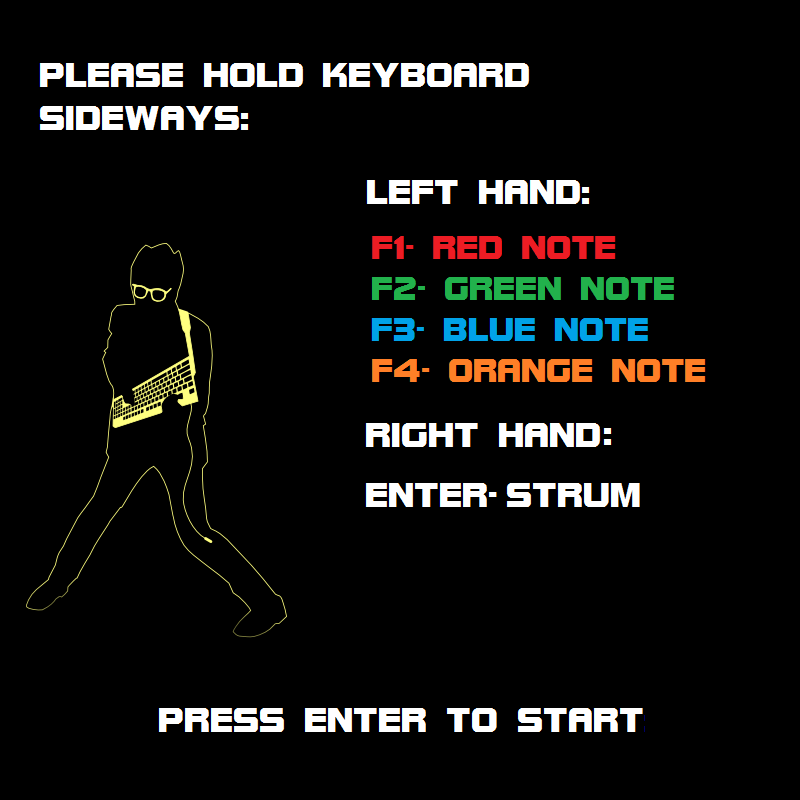 PLEASE HOLD KEYBOARD
SIDEWAYS:
LEFT HAND:
F1- RED NOTE
F2- GREEN NOTE
F3- BLUE NOTE
F4- ORANGE NOTE
RIGHT HAND:
ENTER- STRUM
PRESS ENTER TO START